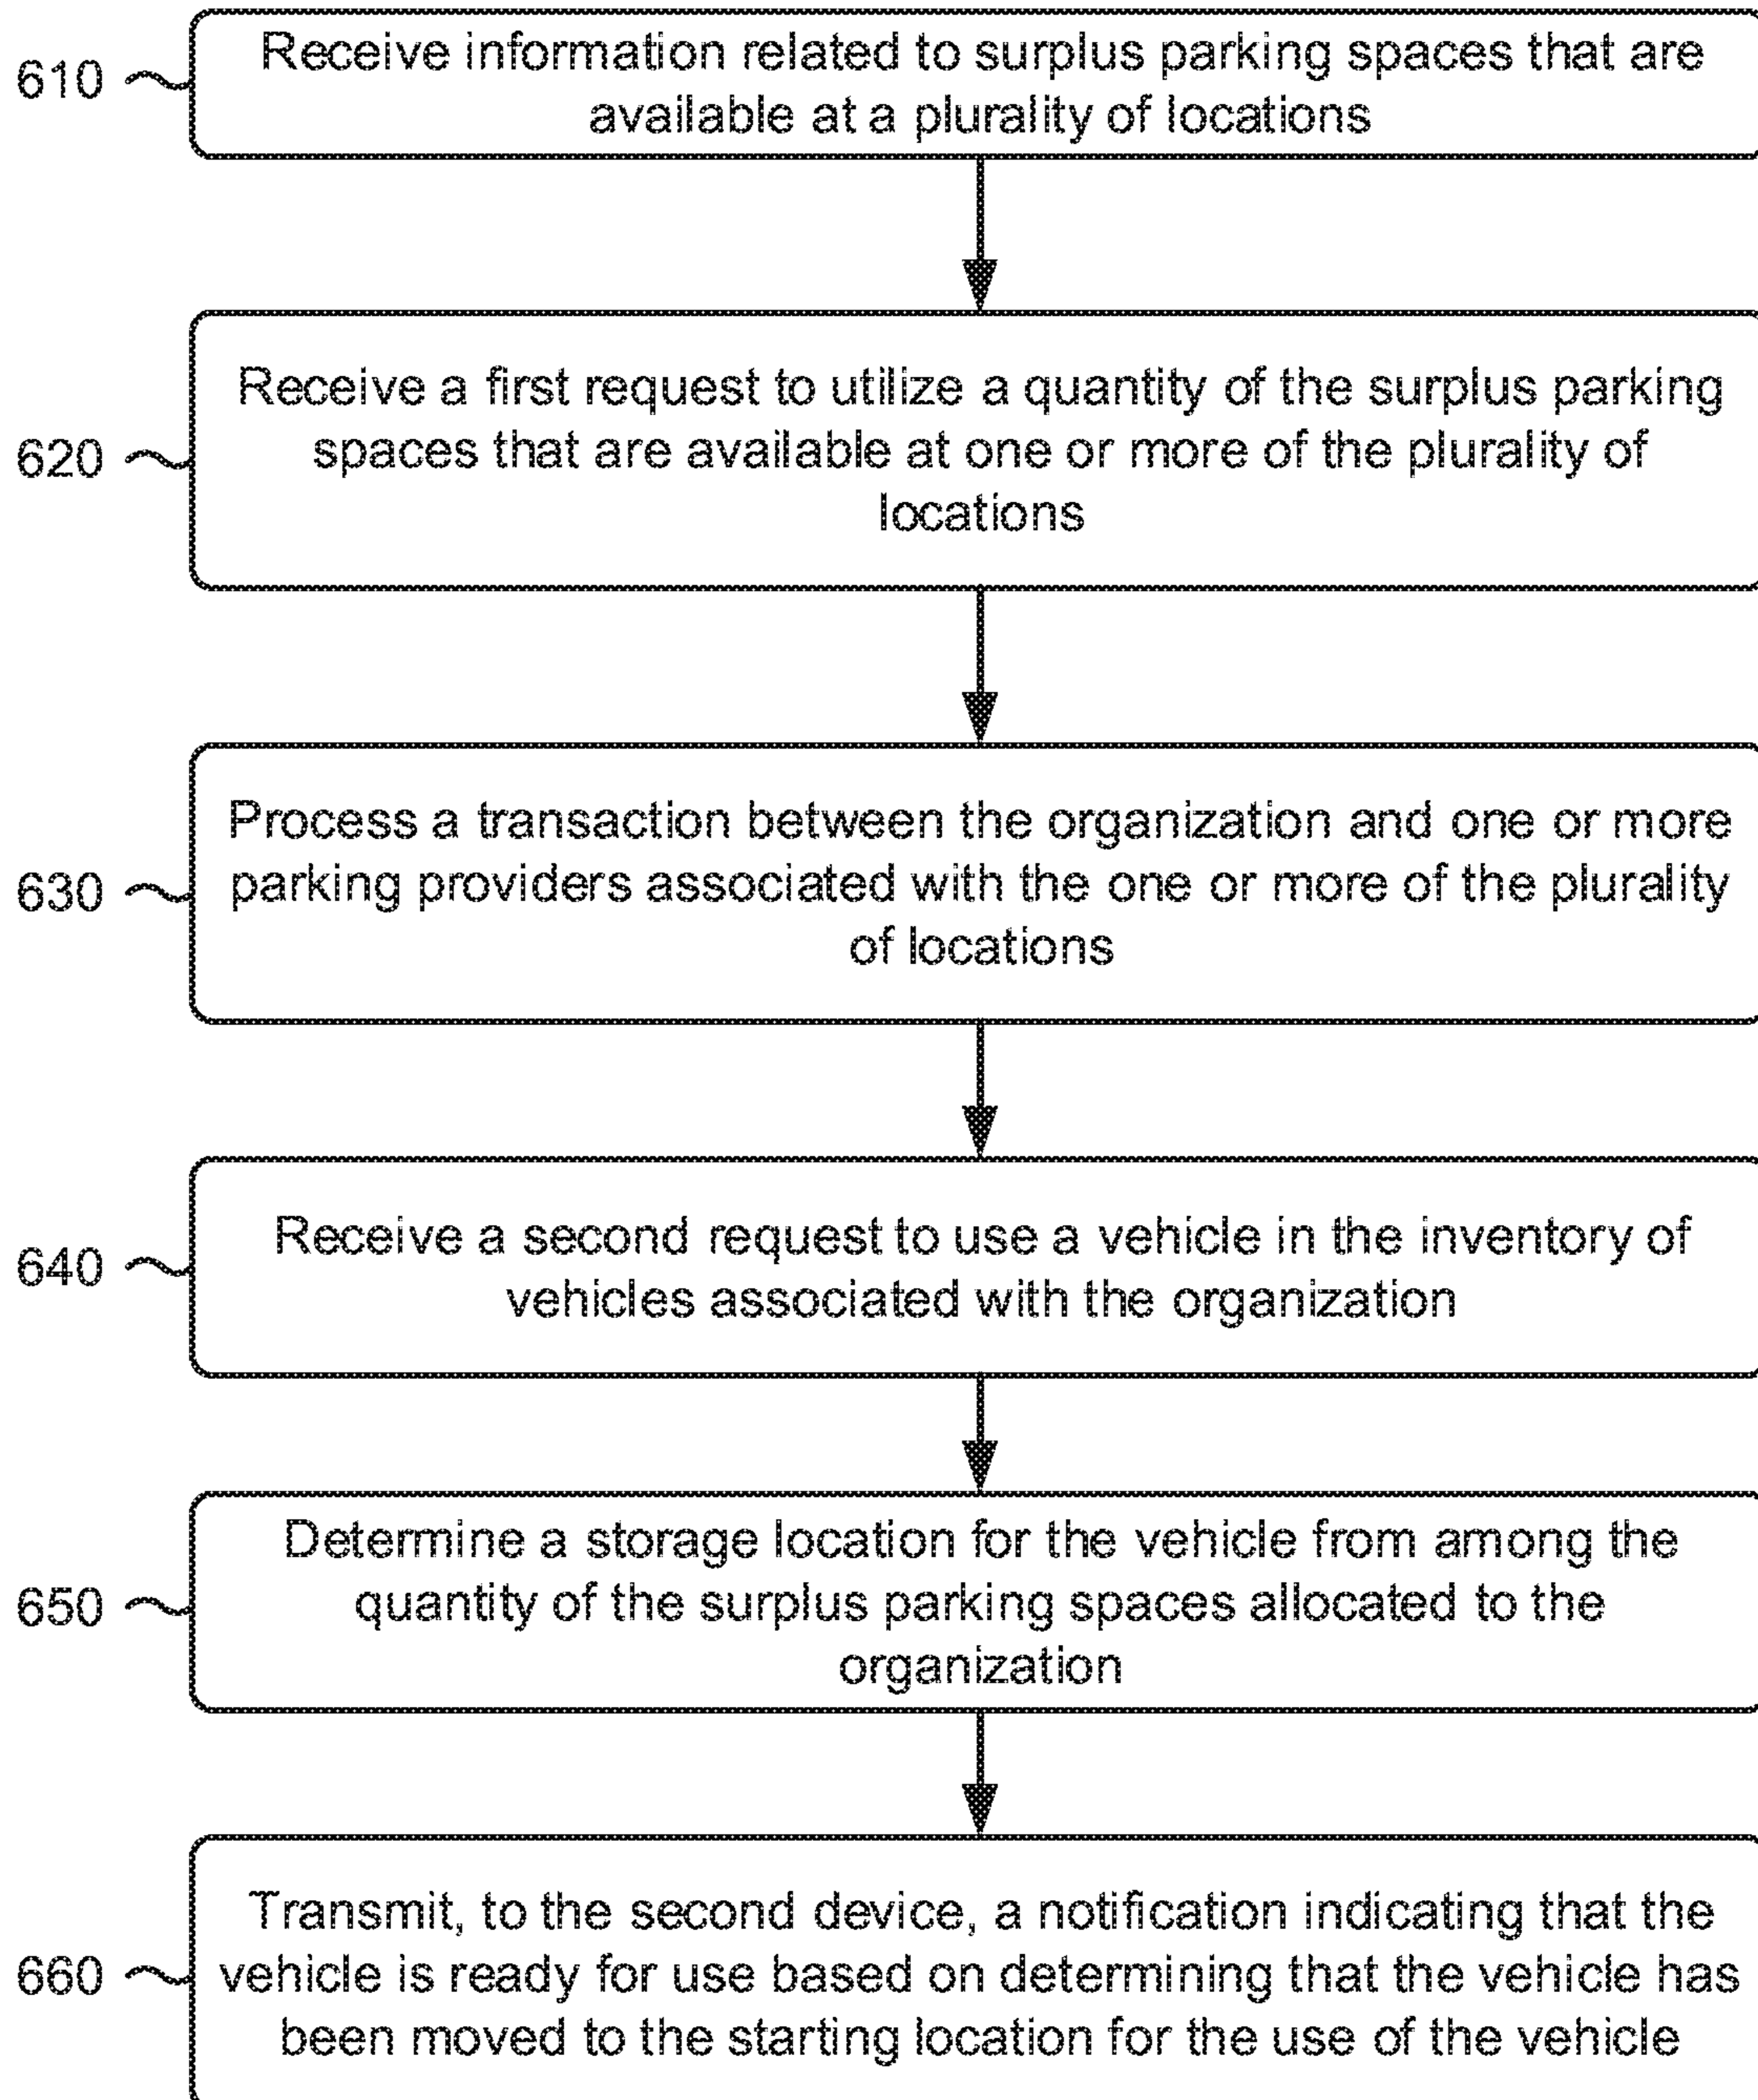 Receive information related to surplus parking spaces that are
610
available at a plurality of locations
Receive a first request to utilize a quantity of the surplus parking
620
spaces that are available at one or more of the plurality of
locations
Process a transaction between the organization and one or more
630
parking providers associated with the one or more of the plurality
of locations
Receive a second request to use a vehicle in the inventory of
640
vehicles associated with the organization
Determine a storage location for the vehicle from among the
650
quantity of the surplus parking spaces allocated to the
organization
Transmit, to the second device, a notification indicating that the
660
vehicle is ready for use based on determining that the vehicle has
been moved to the starting location for the use of the vehicle